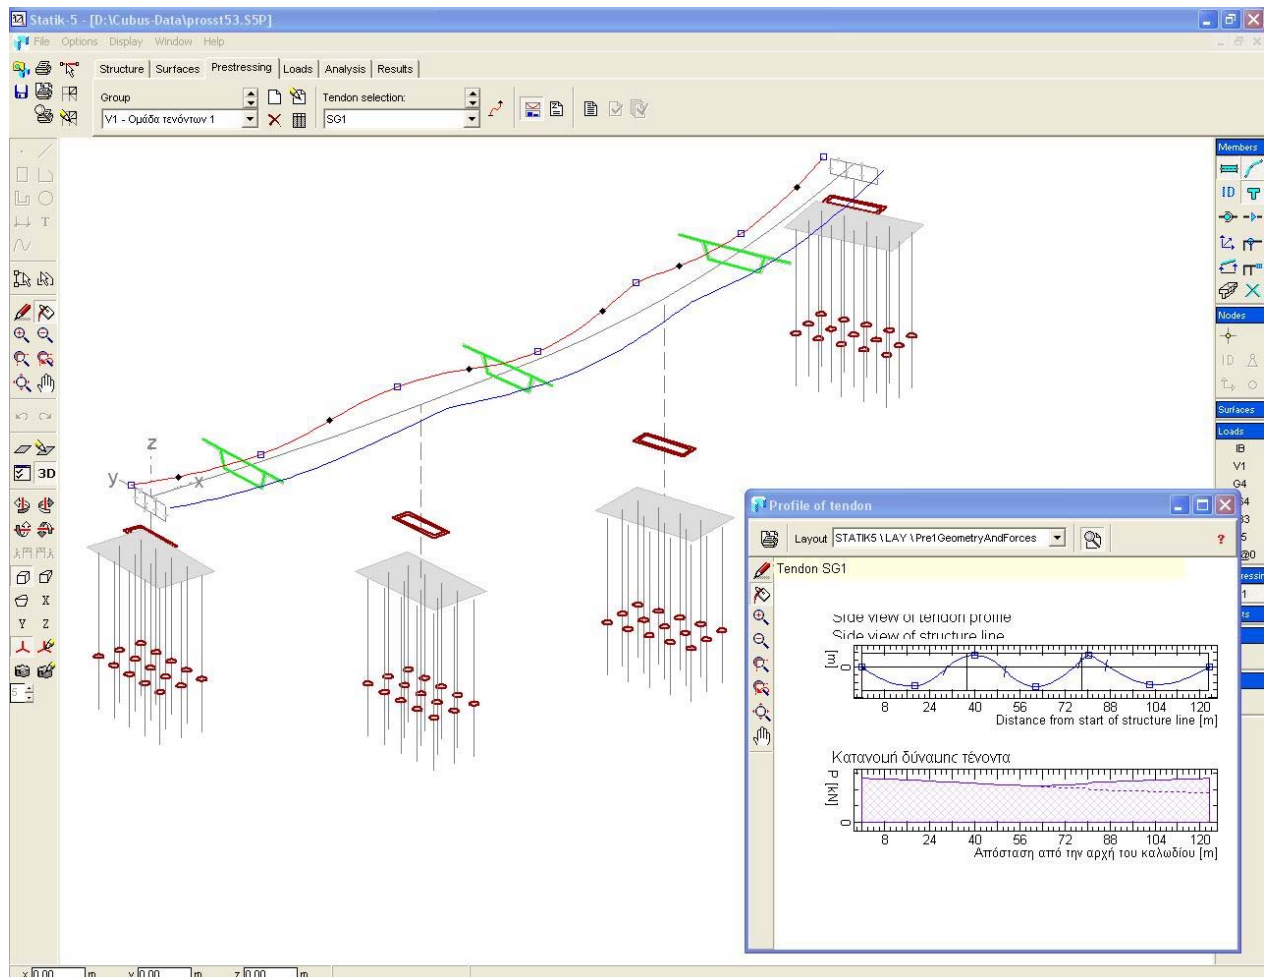 Statik-5 - [D:\Cubus-Data\prosst53.S5P]
File Options Display Window Help
Structure Surfaces Prestressing Loads Analysis Results
Group
Tendon selection:
V1 - Ομάδα τενόντων 1
SG1
Members
ID
Nodes
ID
Surfaces
Loads
V1
G4
T
3D
X
Y Z
5
z
y
x
Profile of tendon
Layout STATIK5\LAY\Pre1GeometryAndForces
?
Tendon SG1
Side view of tendon profile
Side view of structure line
[m]
0
8 24 40 56 72 88 104 120
Distance from start of structure line [m]
Κατανομή δύναμης τένοντα
P [kN]
0
8 24 40 56 72 88 104 120
Απόσταση από την αρχή του καλωδίου [m]
x 0.00 m y 0.00 m z 0.00 m